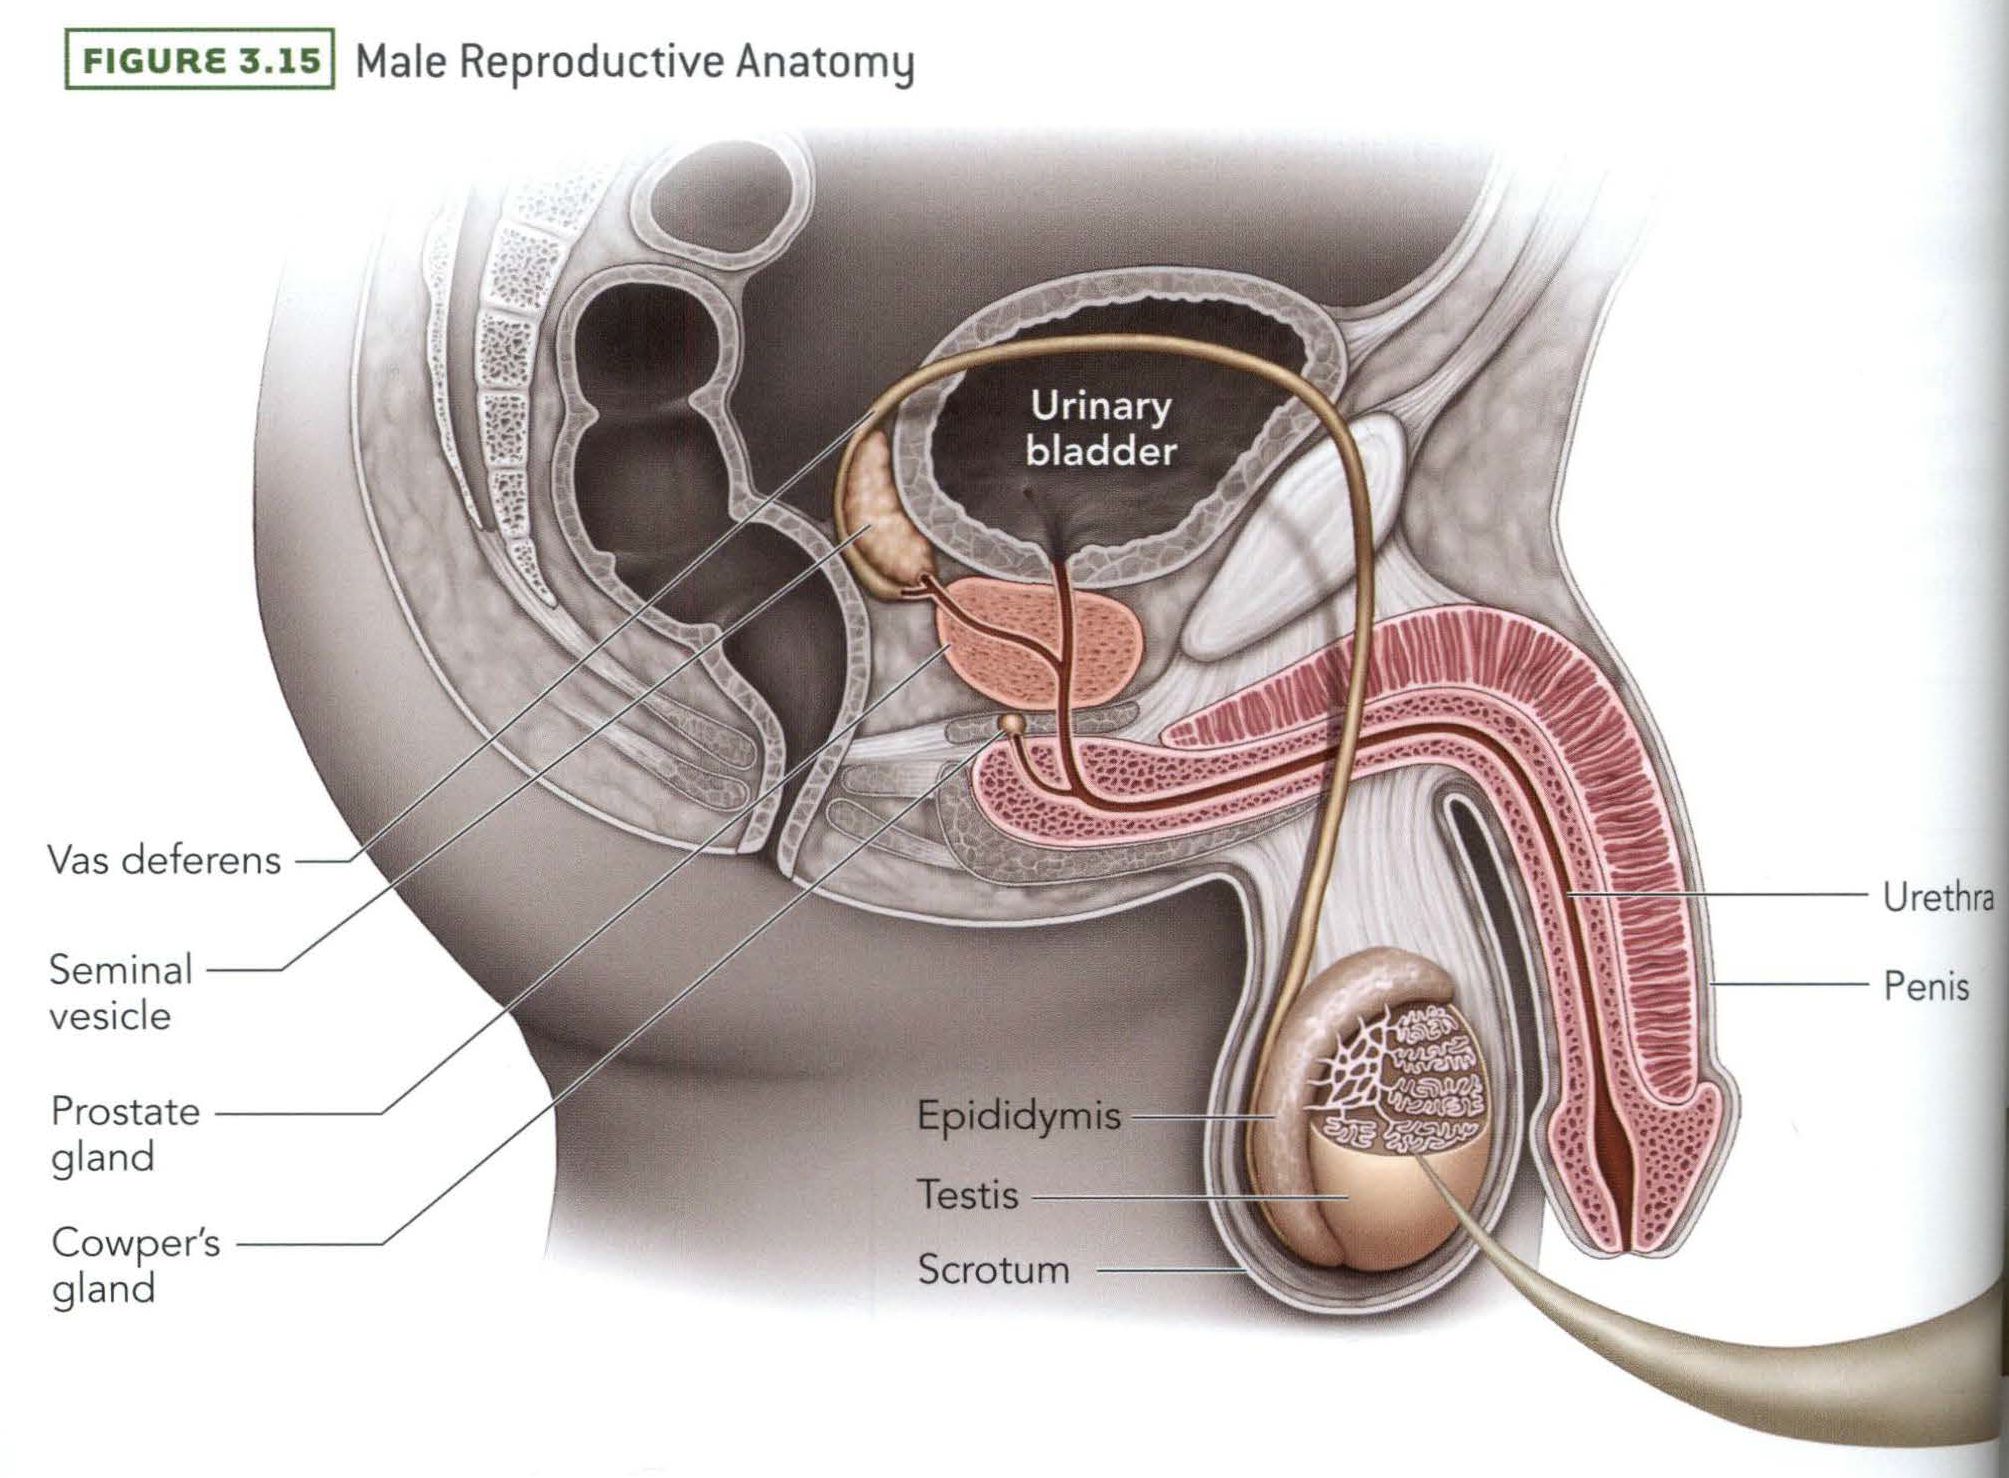 FIGURE 3.15 Male Reproductive Anatomy
Urinary
bladder
Vas deferens
Seminal
vesicle
Prostate
gland
Cowper's
gland
Epididymis
Testis
Scrotum
Urethra
Penis